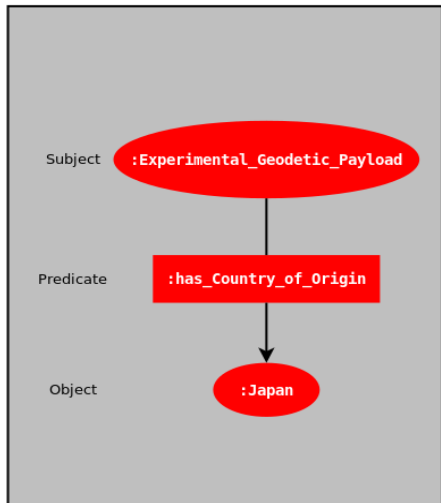 Subject :Experimental_Geodetic_Payload
Predicate :has_Country_of_Origin
Object :Japan